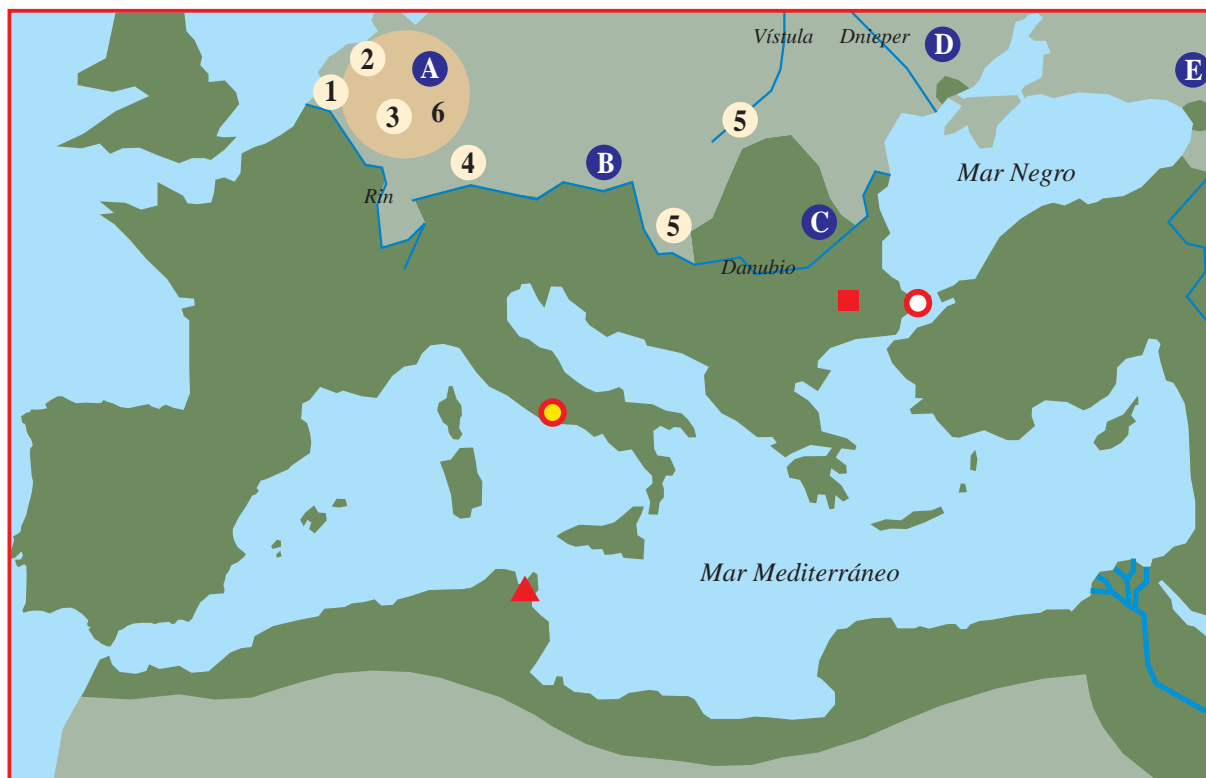 Vístula
Dnieper
D
2
A
E
1
3
6
5
4
B
Rin
Mar Negro
5
C
Danubio
Mar Mediterráneo